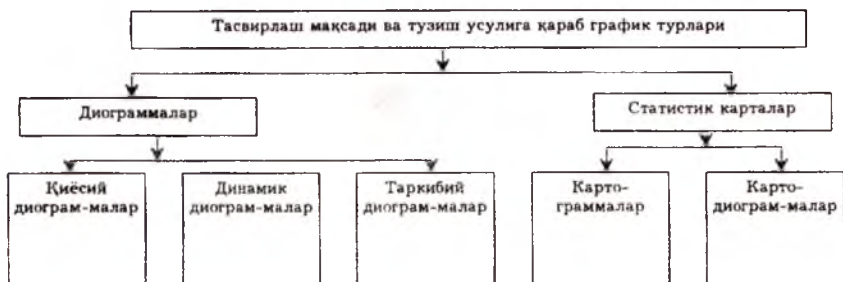 Тасвирлаш мақсади ва тузиш усулига қараб график турлари
Диограммалар
Статистик карталар
Қиёсий
диограм-малар
Динамик
диограм-малар
Таркибий
диограм-малар
Карто-
граммалар
Карто-
диограм-малар